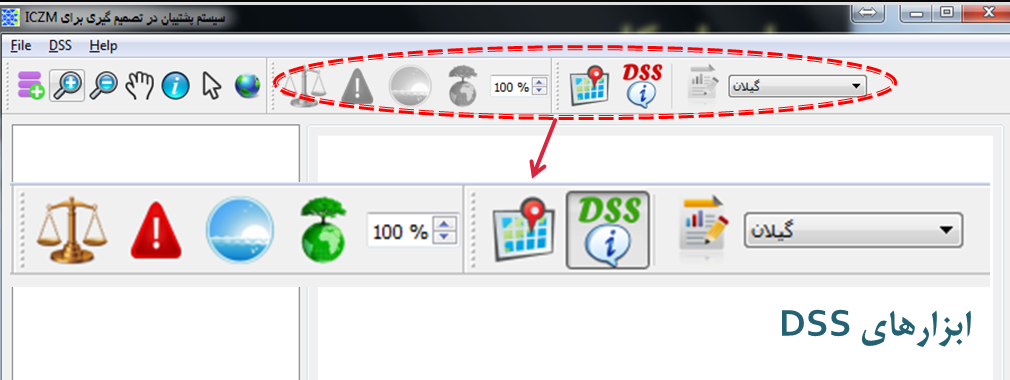 سیستم پشتیبان در تصمیم گیری برای ICZM
File DSS Help
100 % DSS i گیلان
100 % DSS i گیلان
ابزارهای DSS